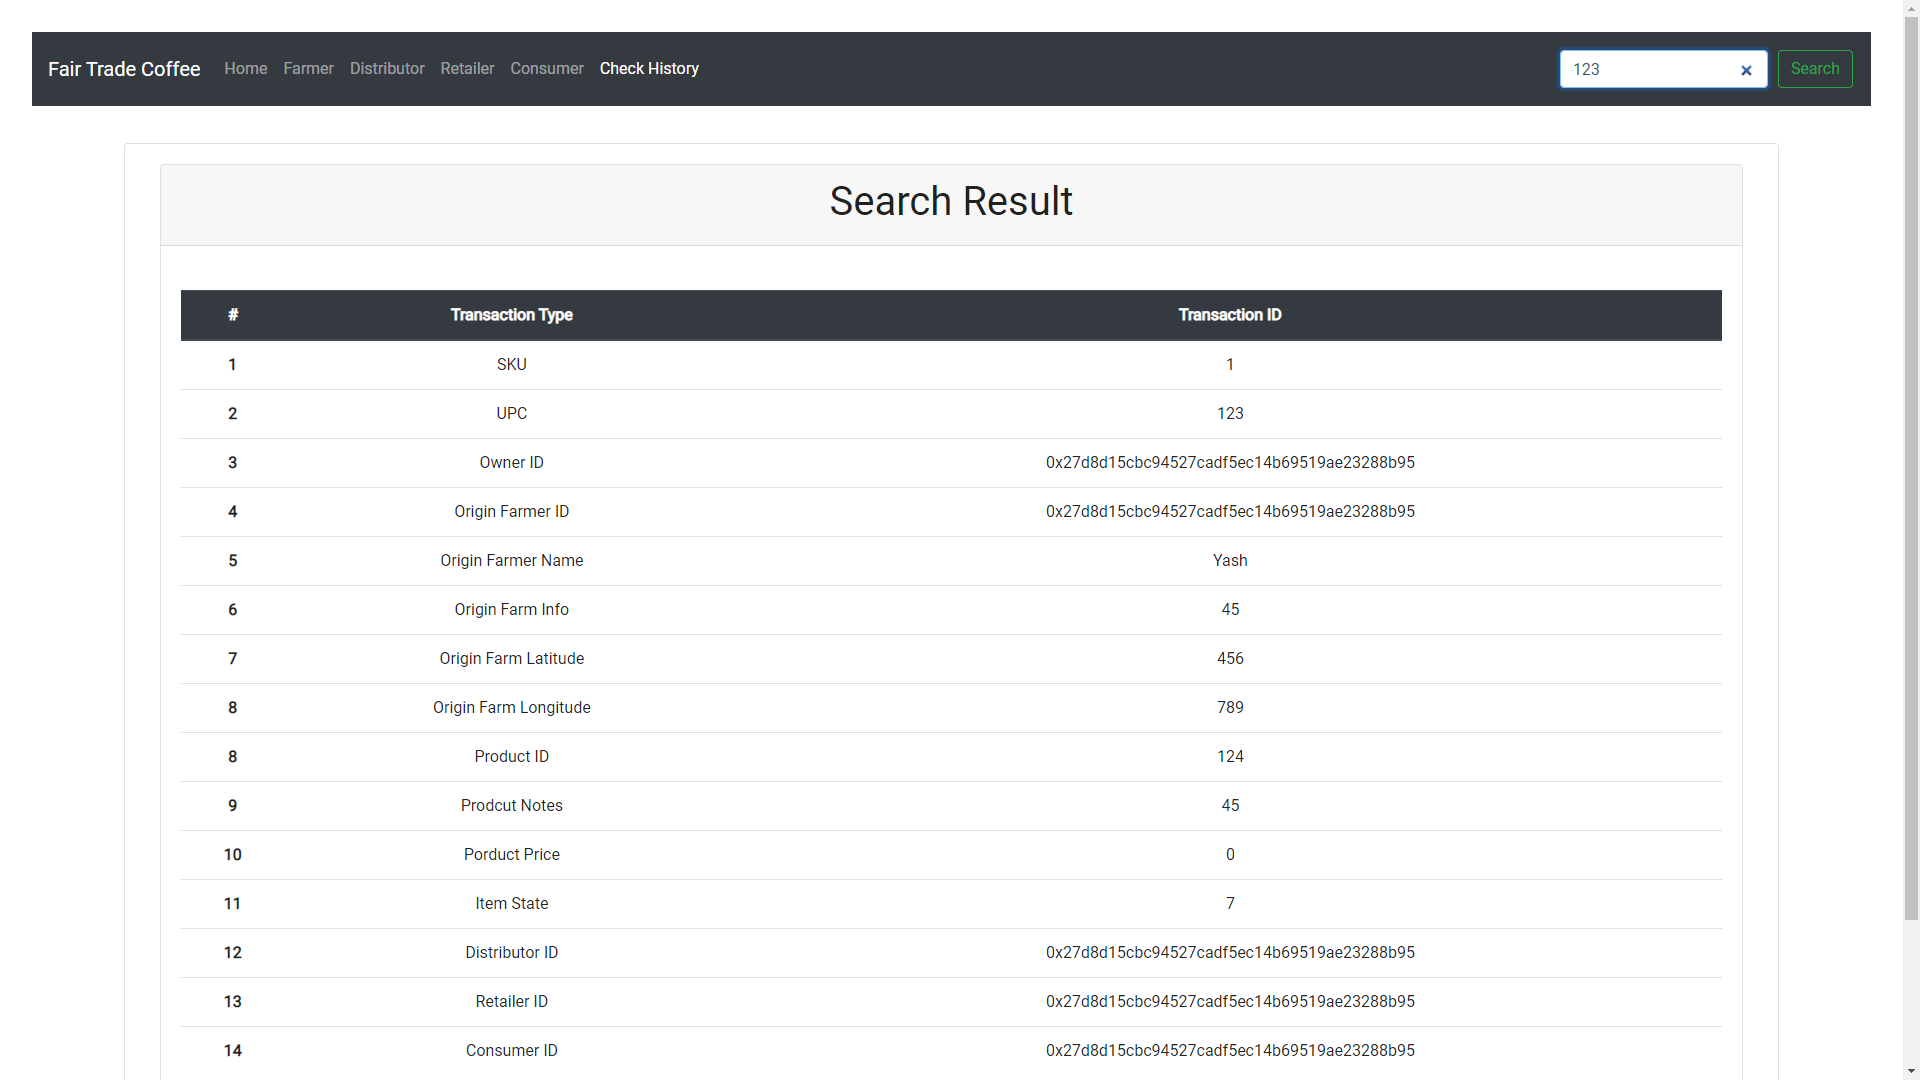 Fair Trade Coffee Home Farmer Distributor Retailer Consumer Check History 123 Search
Search Result
# Transaction Type Transaction ID
1 SKU 1
2 UPC 123
3 Owner ID 0x27d8d15cbc94527cadf5ec14b69519ae23288b95
4 Origin Farmer ID 0x27d8d15cbc94527cadf5ec14b69519ae23288b95
5 Origin Farmer Name Yash
6 Origin Farm Info 45
7 Origin Farm Latitude 456
8 Origin Farm Longitude 789
8 Product ID 124
9 Prodcut Notes 45
10 Porduct Price 0
11 Item State 7
12 Distributor ID 0x27d8d15cbc94527cadf5ec14b69519ae23288b95
13 Retailer ID 0x27d8d15cbc94527cadf5ec14b69519ae23288b95
14 Consumer ID 0x27d8d15cbc94527cadf5ec14b69519ae23288b95